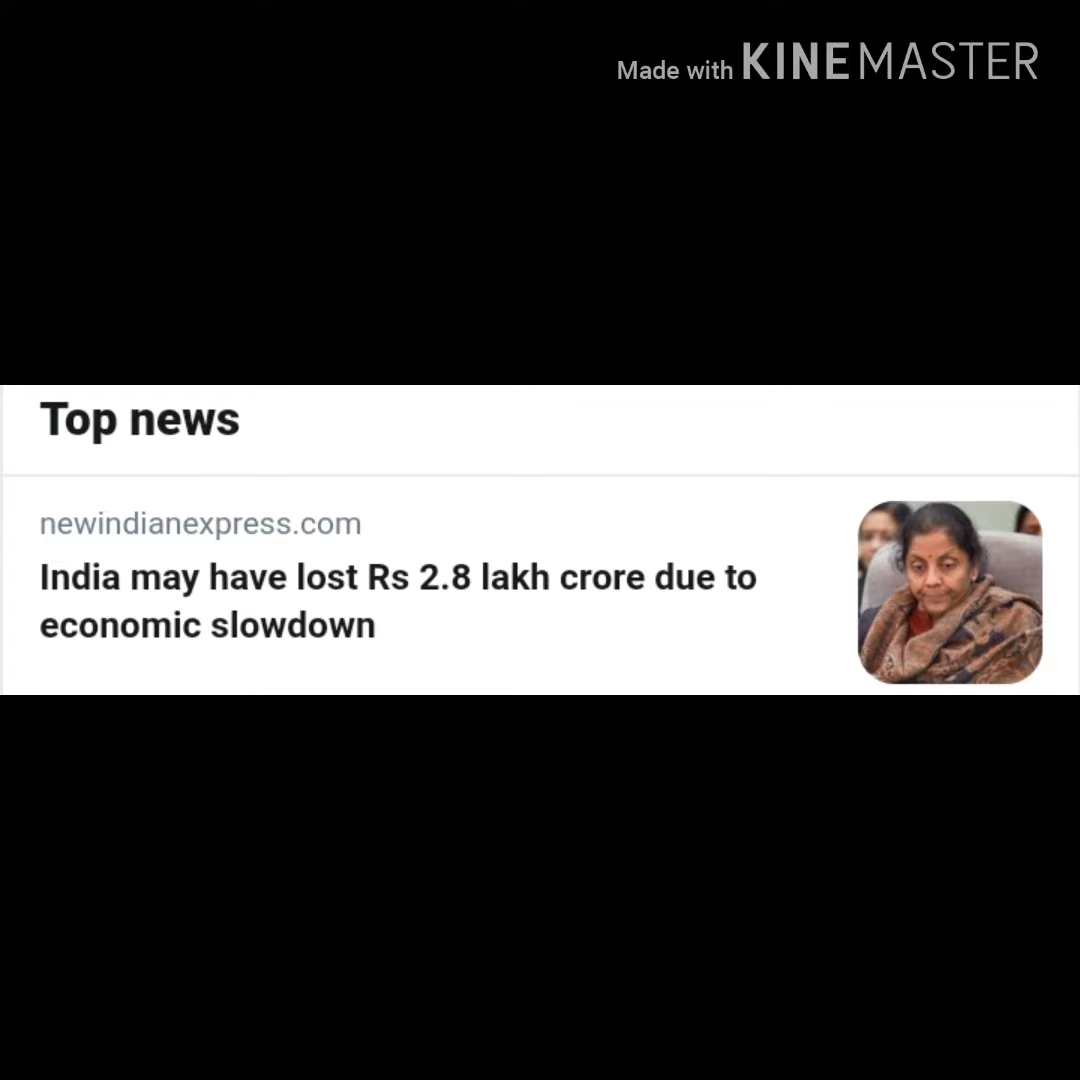 Made with KINEMASTER
Top news
newindianexpress.com
India may have lost Rs 2.8 lakh crore due to
economic slowdown